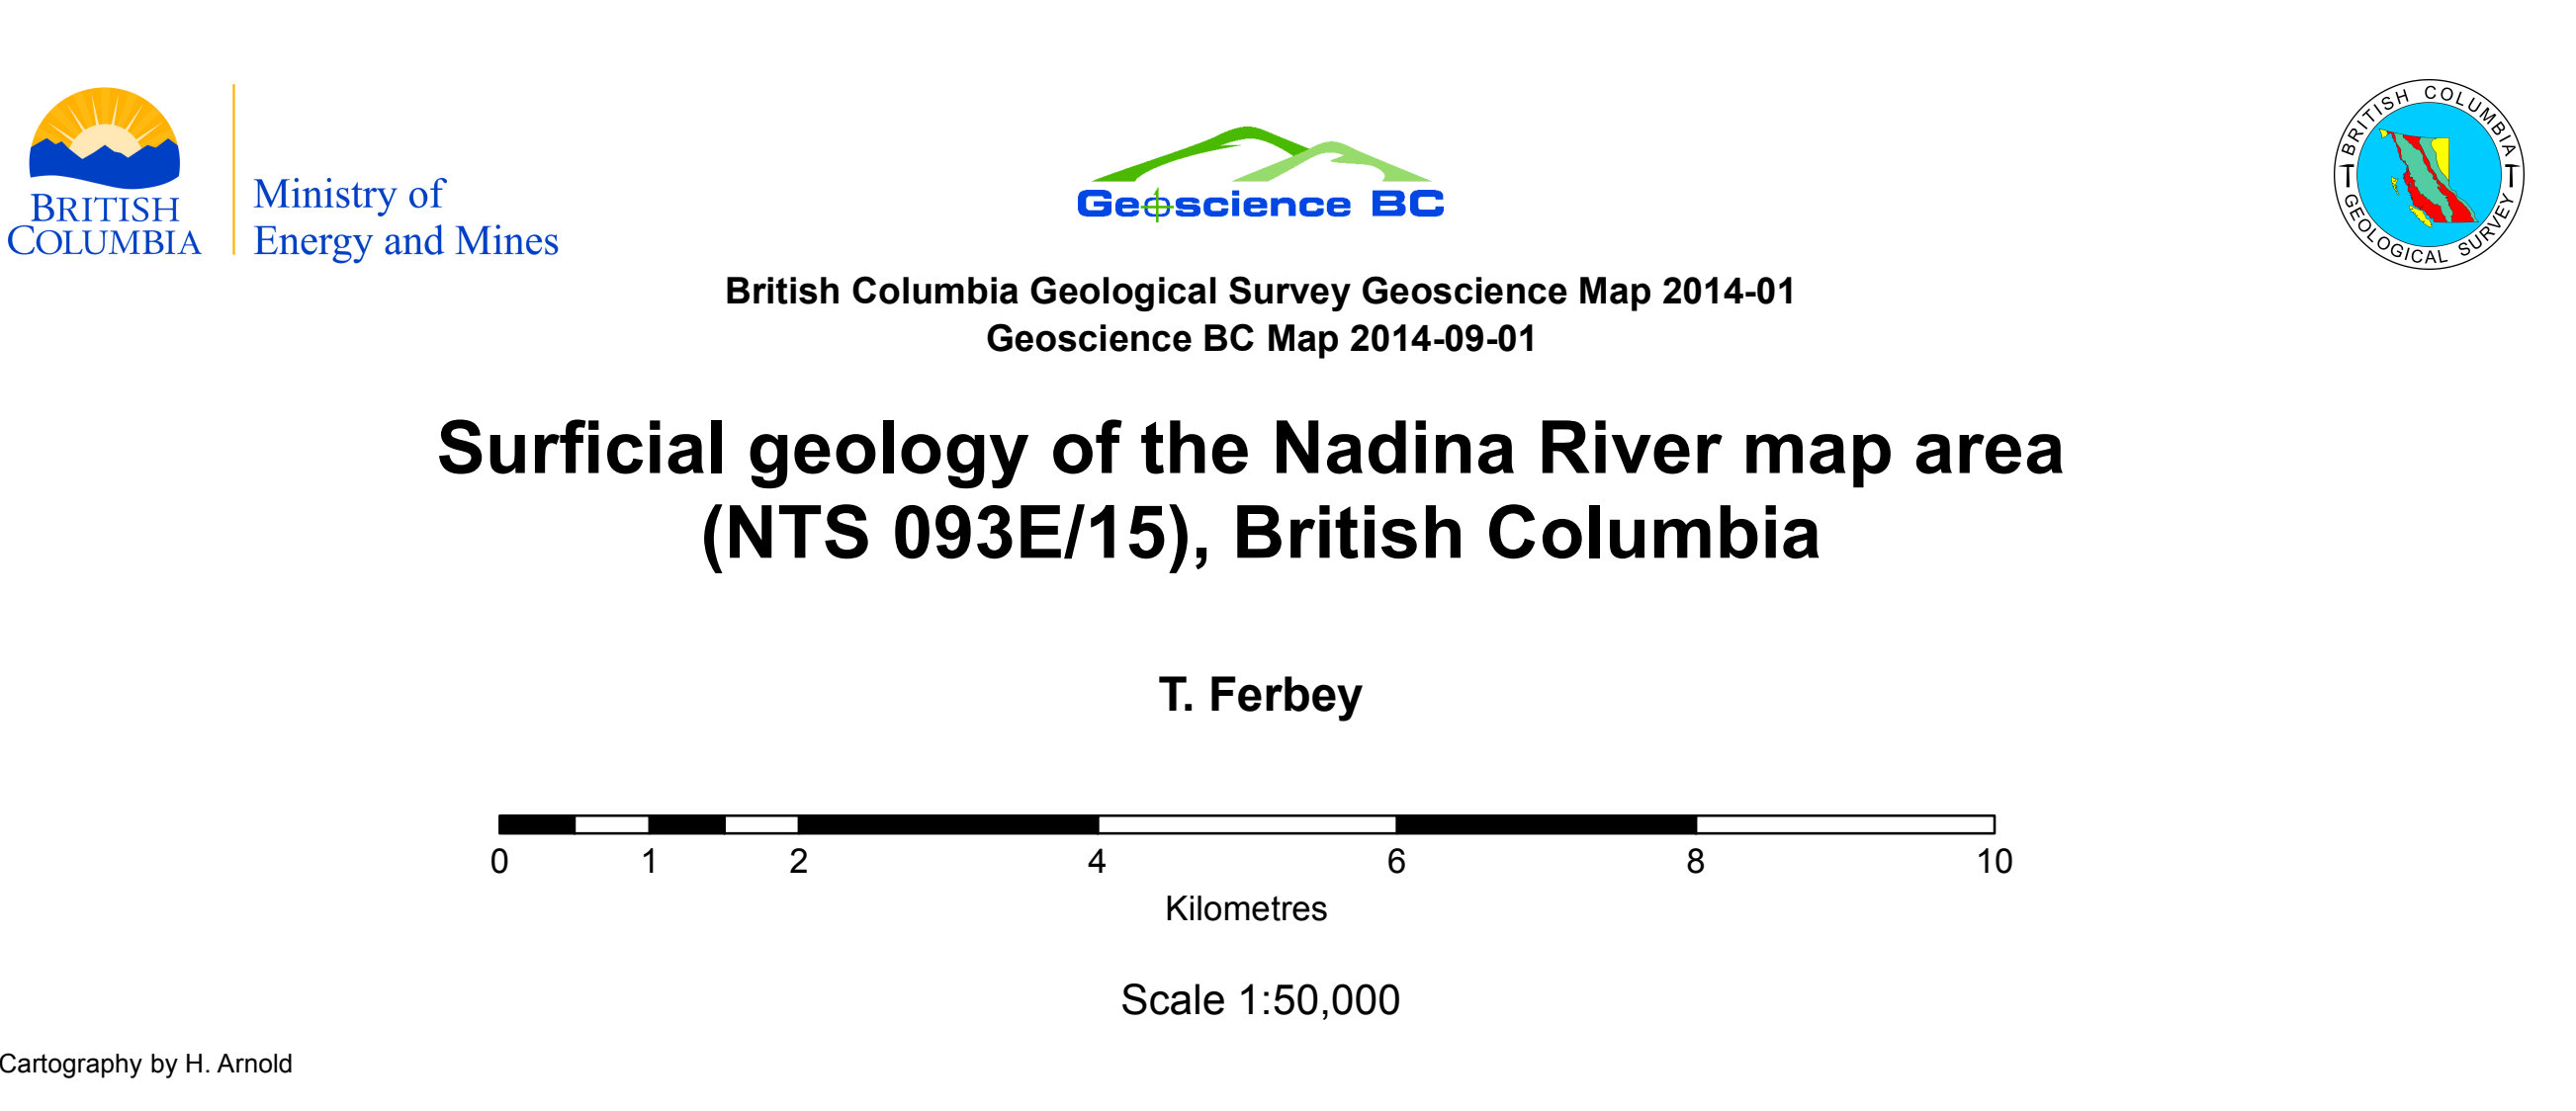 BRITISH
COLUMBIA
Ministry of
Energy and Mines
Geoscience BC
BRITISH COLUMBIA
GEOLOGICAL SURVEY
British Columbia Geological Survey Geoscience Map 2014-01
Geoscience BC Map 2014-09-01
Surficial geology of the Nadina River map area
(NTS 093E/15), British Columbia
T. Ferbey
0 1 2 4 6 8 10
Kilometres
Scale 1:50,000
Cartography by H. Arnold